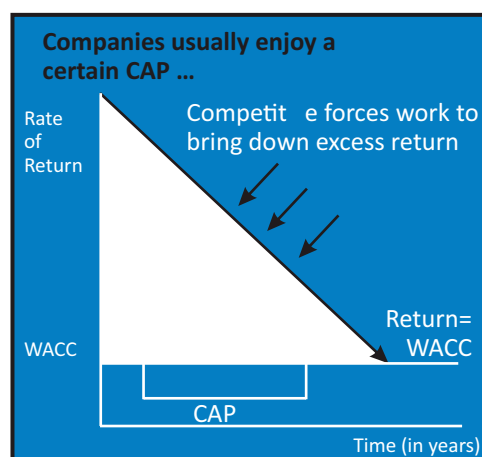 Companies usually enjoy a
certain CAP ...
Rate
of
Return
Competit e forces work to
bring down excess return
Return=
WACC
WACC
CAP
Time (in years)